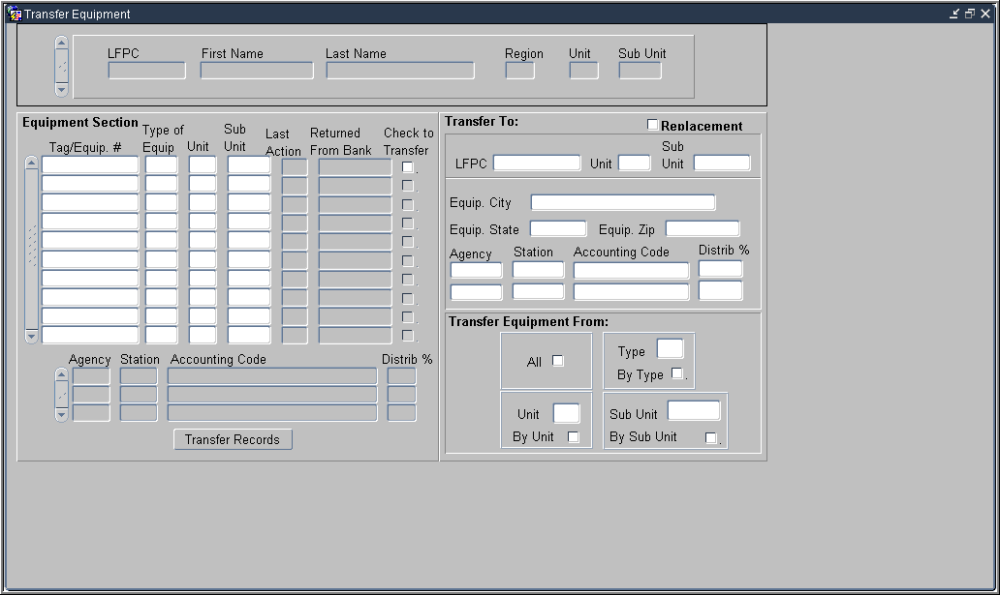 Transfer Equipment
LFPC First Name Last Name Region Unit Sub Unit
Equipment Section
Tag/Equip. # Type of Equip Unit Sub Unit Last Action Returned From Bank Check to Transfer
Agency Station Accounting Code Distrib %
Transfer Records
Transfer To: Replacement
LFPC Unit Sub Unit
Equip. City
Equip. State Equip. Zip
Agency Station Accounting Code Distrib %
Transfer Equipment From:
All Type
By Type .
Unit Sub Unit
By Unit By Sub Unit .